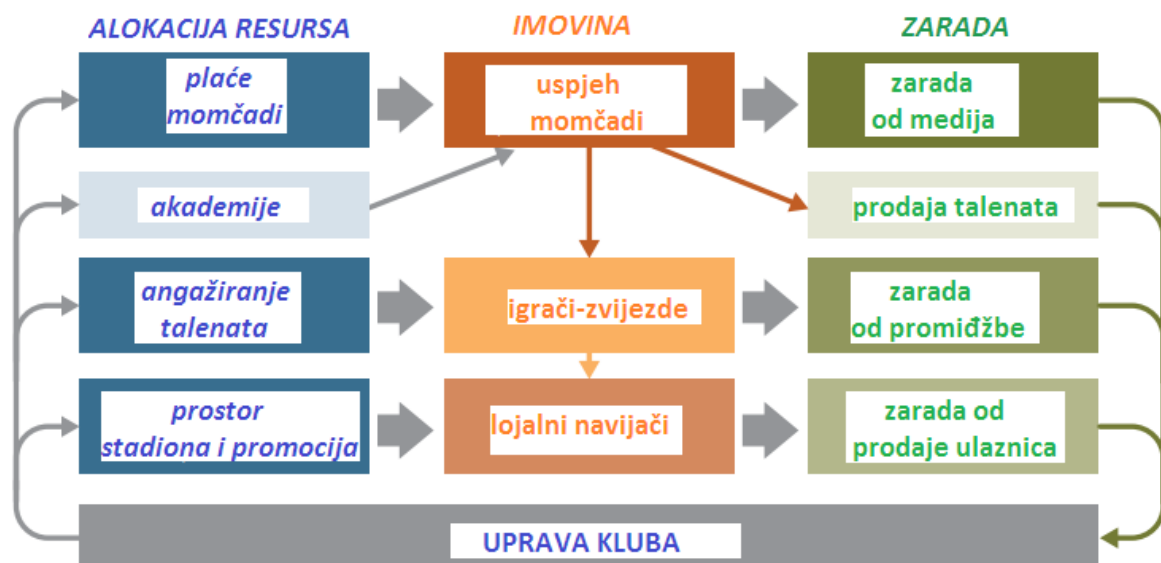 ALOKACIJA RESURSA
IMOVINA
ZARADA
plaće
momčadi
uspjeh
momčadi
zarada
od medija
akademije
prodaja talenata
angažiranje
talenata
igrači-zvijezde
zarada
od promiđžbe
prostor
stadiona i promocija
lojalni navijači
zarada od
prodaje ulaznica
UPRAVA KLUBA